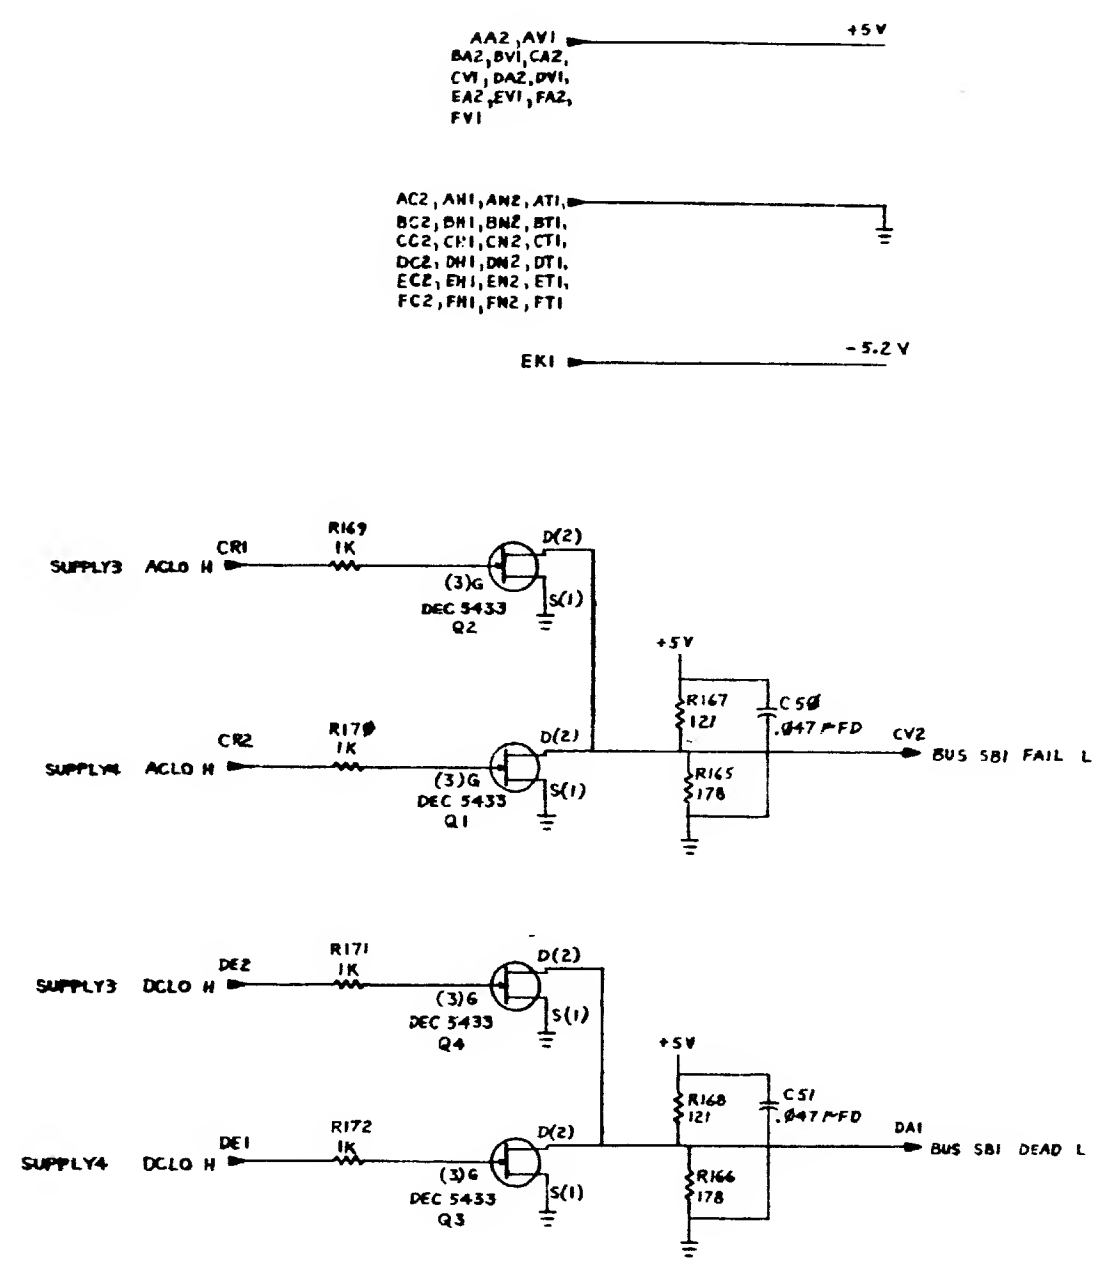 AA2, AV1
+5V
BA2, BV1, CA2,
CV1, DA2, DV1,
EA2, EV1, FA2,
FV1
AC2, AH1, AN2, AT1,
BC2, BH1, BN2, BT1,
CC2, CH1, CN2, CT1,
DC2, DH1, DN2, DT1,
EC2, EH1, EN2, ET1,
FC2, FH1, FN2, FT1
EK1
-5.2 V
SUPPLY3 ACLO H
CR1
R169
1K
(3)G
DEC 5433
Q2
D(2)
S(1)
SUPPLY4 ACLO H
CR2
R17Ø
1K
(3)G
DEC 5433
Q1
D(2)
S(1)
+5V
R167
121
C5Ø
.Ø47 µFD
R165
178
CV2
BUS SBI FAIL L
SUPPLY3 DCLO H
DE2
R171
1K
(3)G
DEC 5433
Q4
D(2)
S(1)
SUPPLY4 DCLO H
DE1
R172
1K
(3)G
DEC 5433
Q3
D(2)
S(1)
+5V
R168
121
C51
.Ø47 µFD
R166
178
DA1
BUS SBI DEAD L